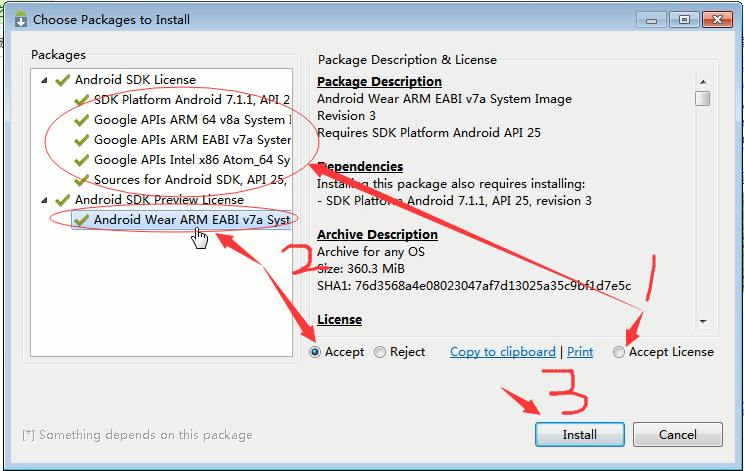 Choose Packages to Install
Packages
Android SDK License
SDK Platform Android 7.1.1, API 2
Google APIs ARM 64 v8a System I
Google APIs ARM EABI v7a System
Google APIs Intel x86 Atom_64 Sy
Sources for Android SDK, API 25,
Android SDK Preview License
Android Wear ARM EABI v7a Syst
Package Description & License
Package Description
Android Wear ARM EABI v7a System Image
Revision 3
Requires SDK Platform Android API 25
Dependencies
Installing this package also requires installing:
- SDK Platform Android 7.1.1, API 25, revision 3
Archive Description
Archive for any OS
Size: 360.3 MiB
SHA1: 76d3568a4e08023047af7d13025a35c9bf1d7e5c
License
2
1
Accept Reject Copy to clipboard | Print Accept License
3
[*] Something depends on this package
Install Cancel